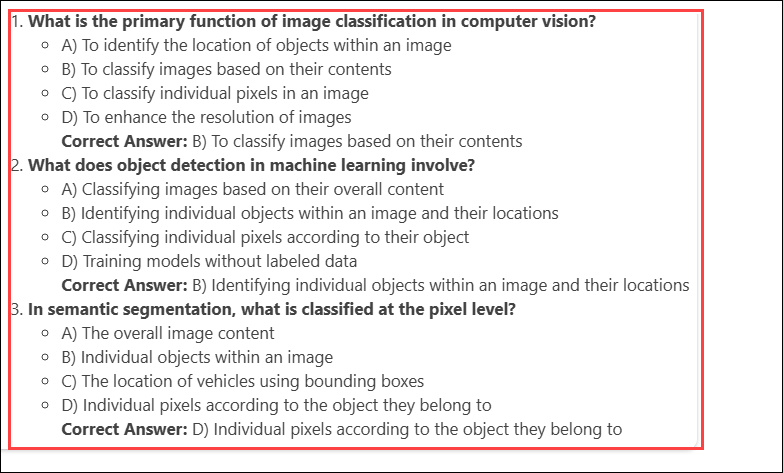 1. What is the primary function of image classification in computer vision?
A) To identify the location of objects within an image
B) To classify images based on their contents
C) To classify individual pixels in an image
D) To enhance the resolution of images
Correct Answer: B) To classify images based on their contents
2. What does object detection in machine learning involve?
A) Classifying images based on their overall content
B) Identifying individual objects within an image and their locations
C) Classifying individual pixels according to their object
D) Training models without labeled data
Correct Answer: B) Identifying individual objects within an image and their locations
3. In semantic segmentation, what is classified at the pixel level?
A) The overall image content
B) Individual objects within an image
C) The location of vehicles using bounding boxes
D) Individual pixels according to the object they belong to
Correct Answer: D) Individual pixels according to the object they belong to